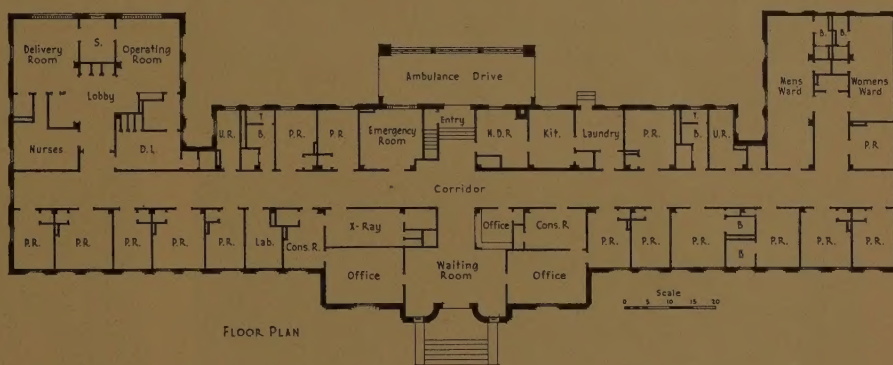 Delivery Room
S.
Operating Room
Lobby
Nurses
D.L.
U.R.
T.
B.
P.R.
P.R.
Ambulance Drive
Emergency Room
Entry
N.D.R.
Kit.
Laundry
P.R.
T.
B.
U.R.
Mens Ward
B.
B.
Womens Ward
P.R.
Corridor
P.R.
P.R.
P.R.
P.R.
P.R.
Lab.
Cons. R.
X-Ray
Office
Waiting Room
Office
Cons. R.
Office
P.R.
P.R.
P.R.
B
B
P.R.
P.R.
P.R.
Scale
0 5 10 15 20
FLOOR PLAN